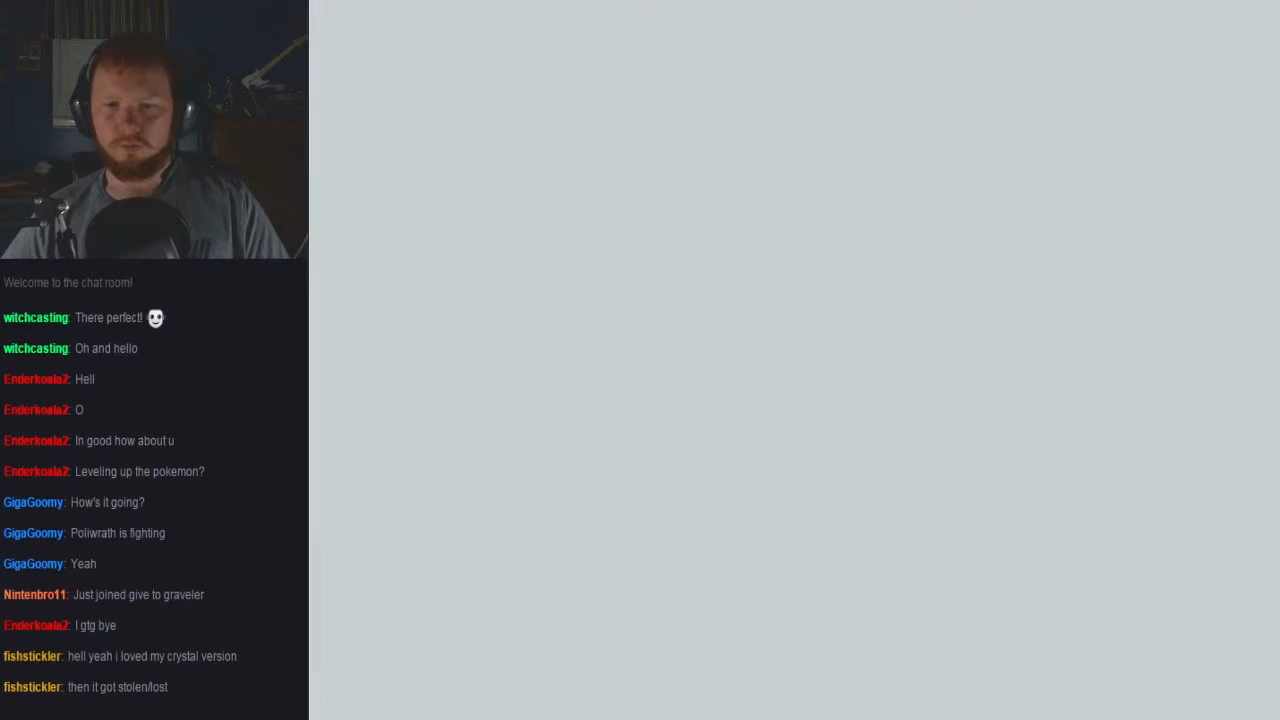 Welcome to the chat room!
witchcasting: There perfect!
witchcasting: Oh and hello
Enderkoala2: Hell
Enderkoala2: O
Enderkoala2: In good how about u
Enderkoala2: Leveling up the pokemon?
GigaGoomy: How's it going?
GigaGoomy: Poliwrath is fighting
GigaGoomy: Yeah
Nintenbro11: Just joined give to graveler
Enderkoala2: I gtg bye
fishstickler: hell yeah i loved my crystal version
fishstickler: then it got stolen/lost